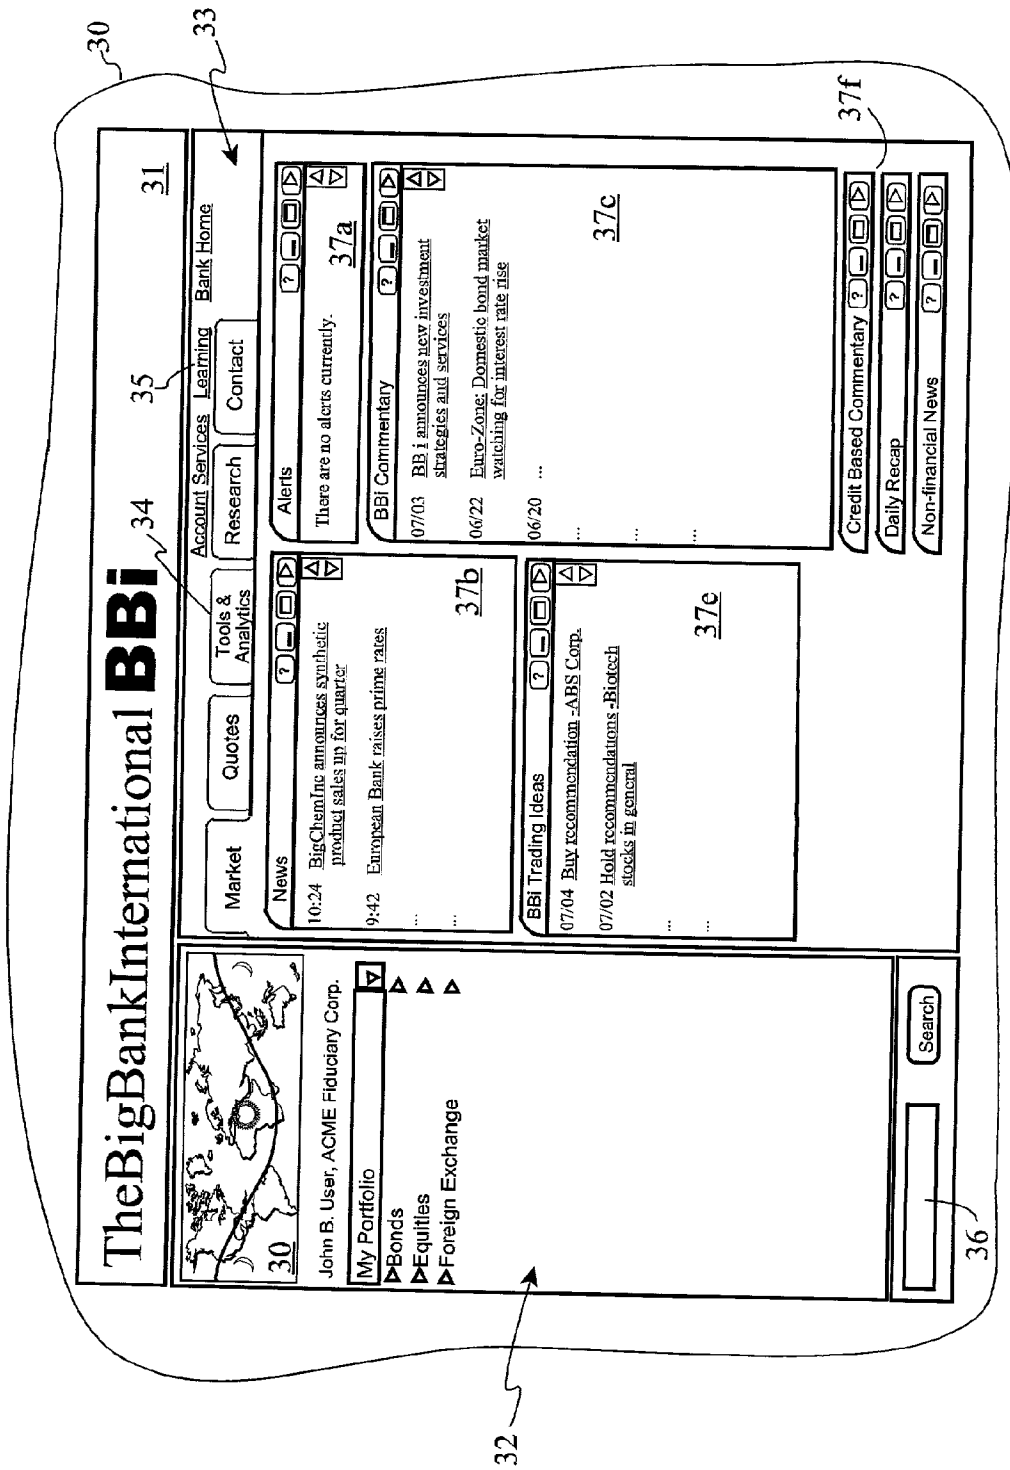 30
33
TheBigBankInternational BBi
31
34
35
Account Services Learning Bank Home
Market
Quotes
Tools &
Analytics
Research
Contact
30
John B. User, ACME Fiduciary Corp.
My Portfolio
Bonds
Equities
Foreign Exchange
32
36
Search
News
?
10:24 BigChemInc announces synthetic
product sales up for quarter
9:42 European Bank raises prime rates
...
...
37b
BBi Trading Ideas
?
07/04 Buy recommendation -ABS Corp.
07/02 Hold recommendations -Biotech
stocks in general
...
...
37e
Alerts
?
There are no alerts currently.
37a
BBi Commentary
?
07/03 BB i announces new investment
strategies and services
06/22 Euro-Zone: Domestic bond market
watching for interest rate rise
06/20 ...
...
...
...
37c
Credit Based Commentary ?
37f
Daily Recap ?
Non-financial News ?